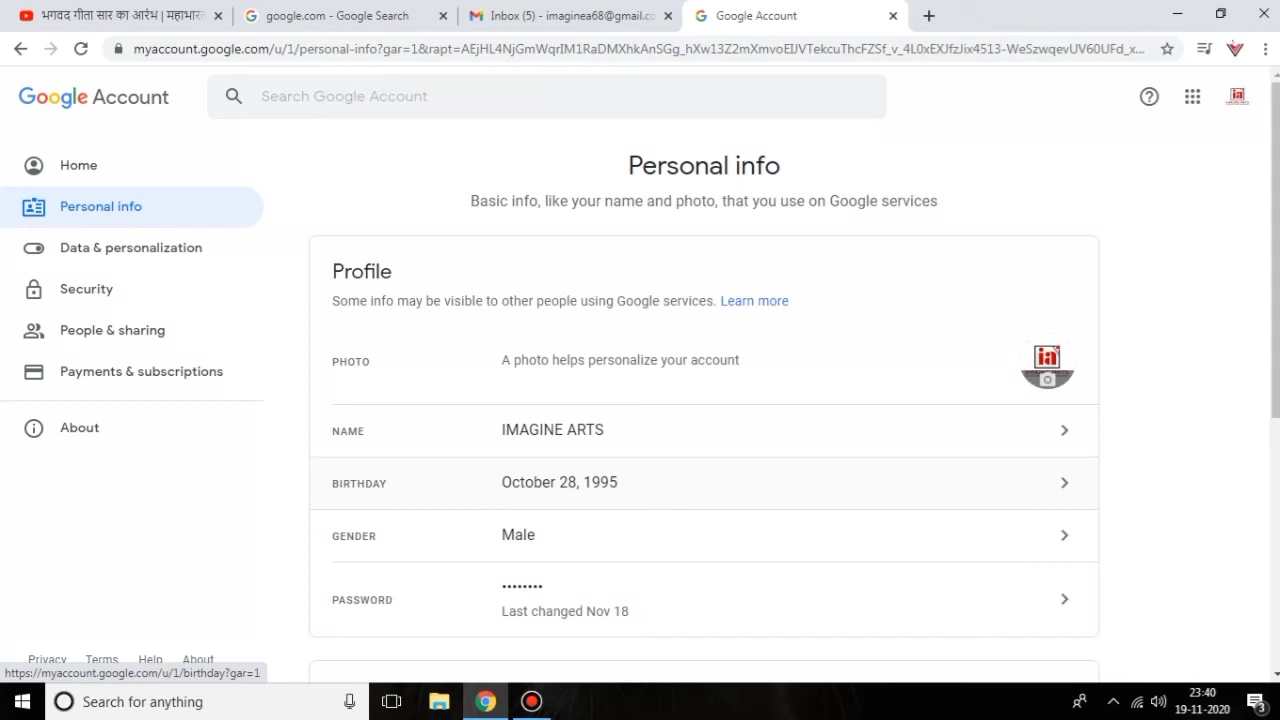 भगवद गीता सार का आरंभ | महाभारत
google.com - Google Search
Inbox (5) - imaginea68@gmail.cc
Google Account
myaccount.google.com/u/1/personal-info?gar=1&rapt=
Google Account
Search Google Account
Home
Personal info
Data & personalization
Security
People & sharing
Payments & subscriptions
About
Personal info
Basic info, like your name and photo, that you use on Google services
Profile
Some info may be visible to other people using Google services. Learn more
PHOTO A photo helps personalize your account
ia
NAME IMAGINE ARTS
BIRTHDAY October 28, 1995
GENDER Male
PASSWORD ••••••••
Last changed Nov 18
Privacy Terms Help About
https://myaccount.google.com/u/1/birthday?gar=1
Search for anything
23:40
19-11-2020
3